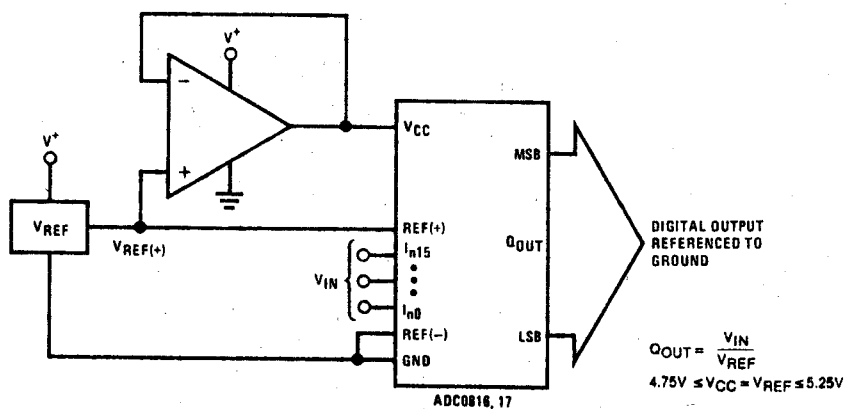 V+
V+
−
+
VCC
MSB
VREF
VREF(+)
REF(+)
In15
VIN
In0
REF(−)
GND
QOUT
LSB
DIGITAL OUTPUT
REFERENCED TO
GROUND
QOUT = VIN
VREF
4.75V ≤ VCC = VREF ≤ 5.25V
ADC0816, 17